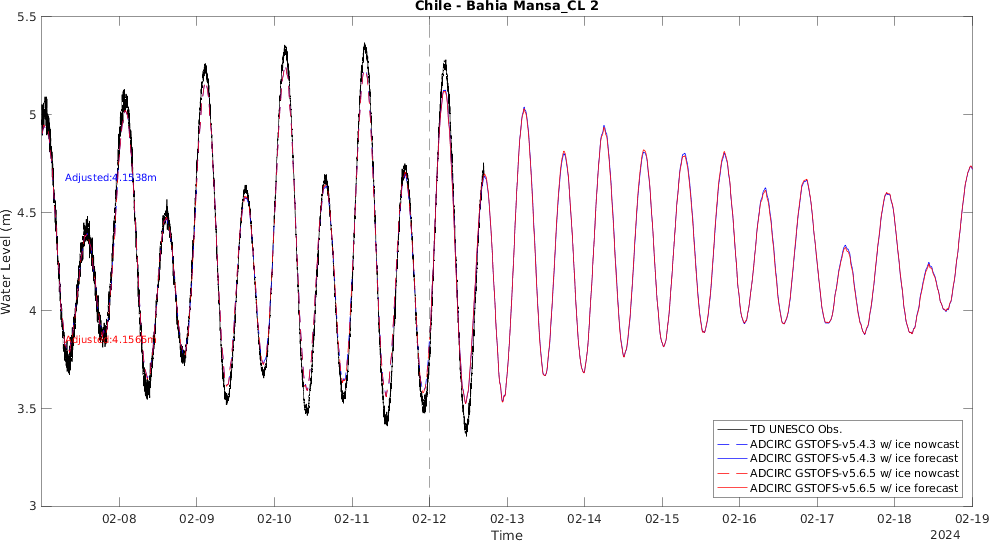 Chile - Bahia Mansa_CL 2
5.5
5
4.5
4
3.5
3
Water Level (m)
Adjusted:4.1538m
Adjusted:4.1566m
TD UNESCO Obs.
ADCIRC GSTOFS-v5.4.3 w/ ice nowcast
ADCIRC GSTOFS-v5.4.3 w/ ice forecast
ADCIRC GSTOFS-v5.6.5 w/ ice nowcast
ADCIRC GSTOFS-v5.6.5 w/ ice forecast
02-08 02-09 02-10 02-11 02-12 02-13 02-14 02-15 02-16 02-17 02-18 02-19
Time
2024